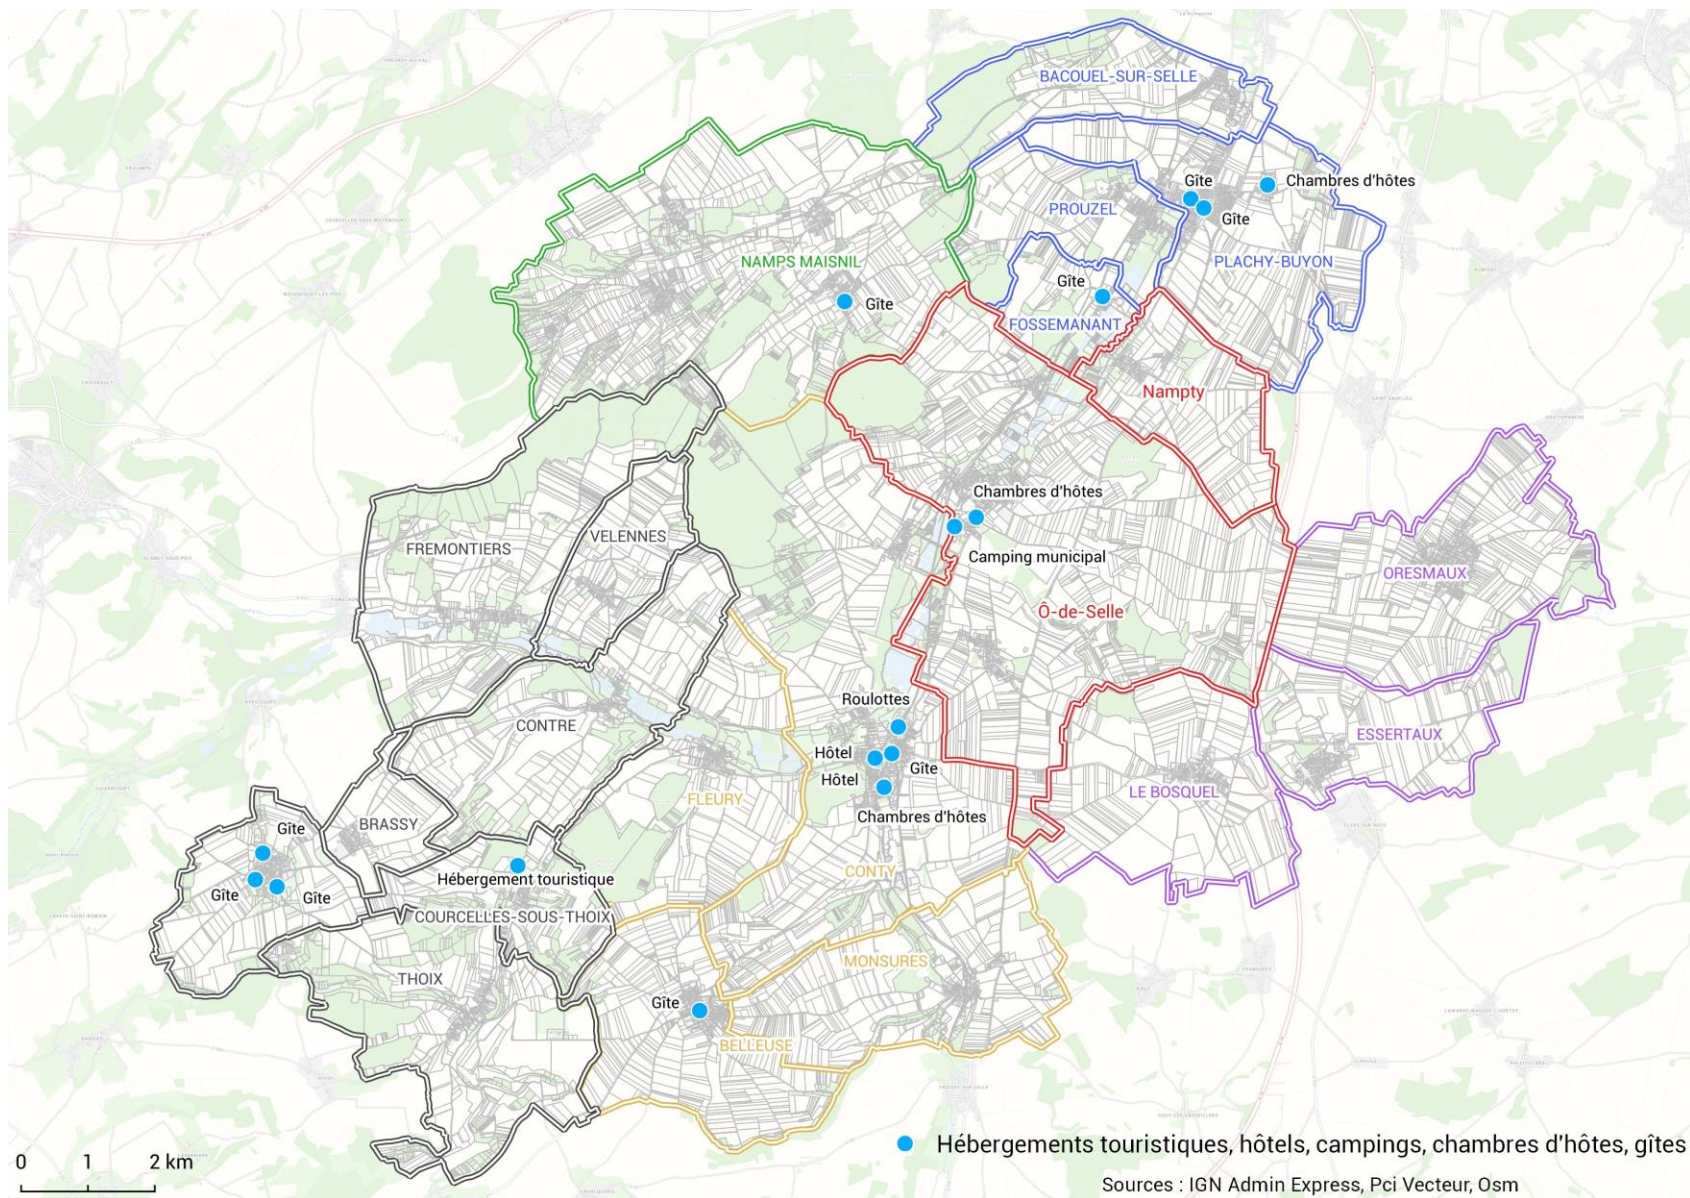 BACOUEL-SUR-SELLE
Gîte
Chambres d'hôtes
PROUZEL
Gîte
NAMPS MAISNIL
PLACHY-BUYON
Gîte
Gîte
FOSSEMANANT
Nampty
Chambres d'hôtes
FREMONTIERS
VELENNES
Camping municipal
ORESMAUX
Ô-de-Selle
Roulottes
CONTRE
ESSERTAUX
Hôtel
Gîte
Hôtel
LE BOSQUEL
FLEURY
Chambres d'hôtes
BRASSY
Gîte
CONTY
Hébergement touristique
Gîte
Gîte
COURCELLES-SOUS-THOIX
THOIX
MONSURES
Gîte
BELLEUSE
Hébergements touristiques, hôtels, campings, chambres d'hôtes, gîtes
0 1 2 km
Sources : IGN Admin Express, Pci Vecteur, Osm